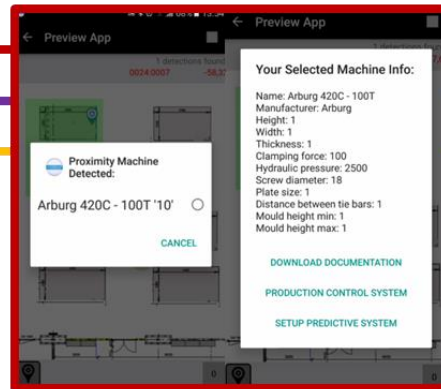 Preview App
1 detections found
0024:0007
Proximity Machine
Detected:
Arburg 420C - 100T '10'
CANCEL
Preview App
Your Selected Machine Info:
Name: Arburg 420C - 100T
Manufacturer: Arburg
Height: 1
Width: 1
Thickness: 1
Clamping force: 100
Hydraulic pressure: 2500
Screw diameter: 18
Plate size: 1
Distance between tie bars: 1
Mould height min: 1
Mould height max: 1
DOWNLOAD DOCUMENTATION
PRODUCTION CONTROL SYSTEM
SETUP PREDICTIVE SYSTEM
0
0